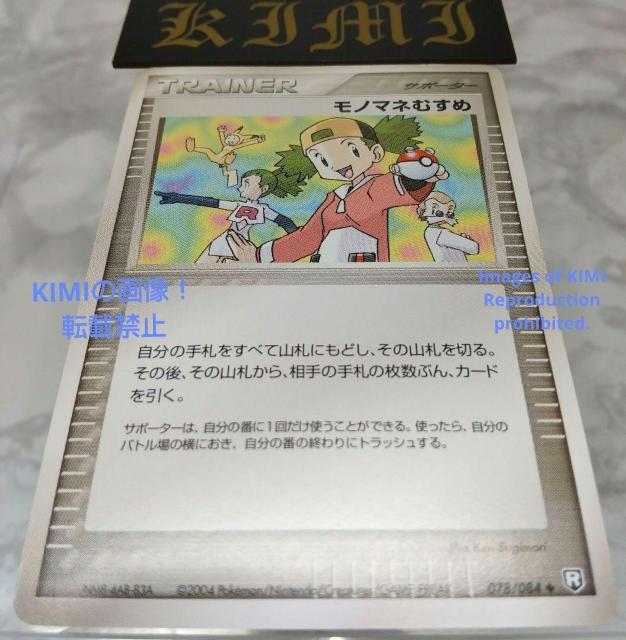 KIMI
TRAINER
サポーター
モノマネむすめ
R
KIMIの画像！
転載禁止
Images of KIMI
Reproduction
prohibited.
自分の手札をすべて山札にもどし、その山札を切る。
その後、その山札から、相手の手札の枚数ぶん、カード
を引く。
サポーターは、自分の番に1回だけ使うことができる。使ったら、自分の
バトル場の横におき、自分の番の終わりにトラッシュする。
Ken Sugimori
©2004 Pokémon/Nintendo/Creatures/GAME FREAK
078/084
R